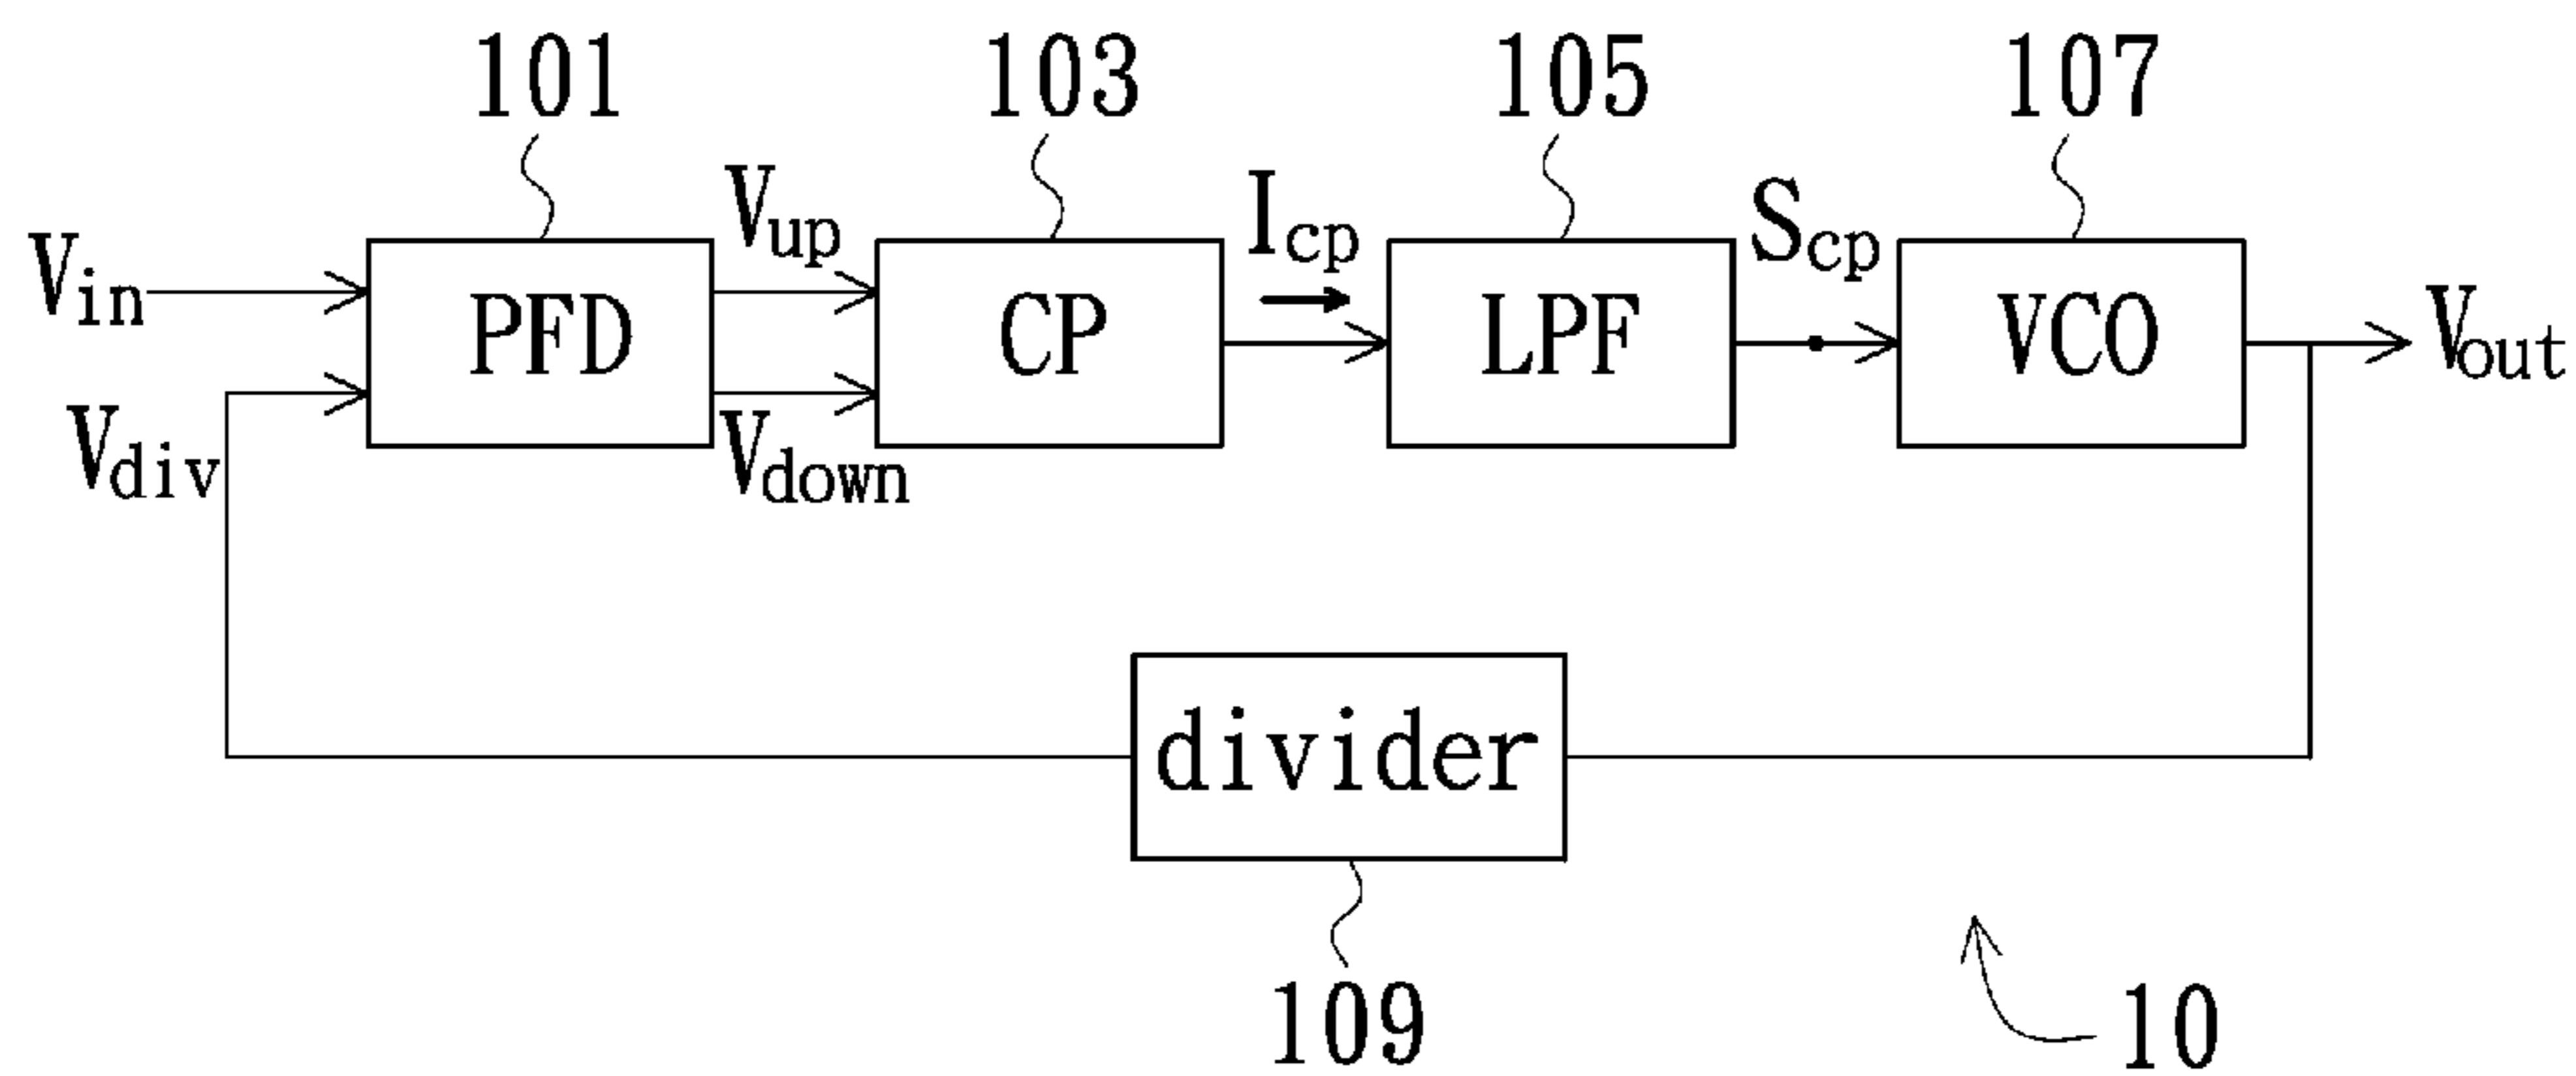 101 103 105 107
Vin Vup Icp Scp
PFD CP LPF VCO Vout
Vdiv Vdown
divider
109
10